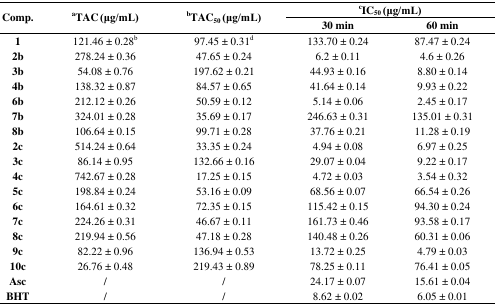 Comp. ᵃTAC (µg/mL) ᵇTAC₅₀ (µg/mL) ᶜIC₅₀ (µg/mL)
30 min 60 min
1 121.46 ± 0.28ᵇ 97.45 ± 0.31ᵈ 133.70 ± 0.24 87.47 ± 0.24
2b 278.24 ± 0.36 47.65 ± 0.24 6.2 ± 0.11 4.6 ± 0.26
3b 54.08 ± 0.76 197.62 ± 0.21 44.93 ± 0.16 8.80 ± 0.14
4b 138.32 ± 0.87 84.57 ± 0.65 41.64 ± 0.14 9.93 ± 0.22
6b 212.12 ± 0.26 50.59 ± 0.12 5.14 ± 0.06 2.45 ± 0.17
7b 324.01 ± 0.28 35.69 ± 0.17 246.63 ± 0.31 135.01 ± 0.31
8b 106.64 ± 0.15 99.71 ± 0.28 37.76 ± 0.21 11.28 ± 0.19
2c 514.24 ± 0.64 33.35 ± 0.24 4.94 ± 0.08 6.97 ± 0.25
3c 86.14 ± 0.95 132.66 ± 0.16 29.07 ± 0.04 9.22 ± 0.17
4c 742.67 ± 0.28 17.25 ± 0.15 4.72 ± 0.03 3.54 ± 0.32
5c 198.84 ± 0.24 53.16 ± 0.09 68.56 ± 0.07 66.54 ± 0.26
6c 164.61 ± 0.32 72.35 ± 0.15 115.42 ± 0.15 94.30 ± 0.24
7c 224.26 ± 0.31 46.67 ± 0.11 161.73 ± 0.46 93.58 ± 0.17
8c 219.94 ± 0.56 47.18 ± 0.28 140.48 ± 0.26 60.31 ± 0.06
9c 82.22 ± 0.96 136.94 ± 0.53 13.72 ± 0.25 4.79 ± 0.03
10c 26.76 ± 0.48 219.43 ± 0.89 78.25 ± 0.11 76.41 ± 0.05
Asc / / 24.17 ± 0.07 15.61 ± 0.04
BHT / / 8.62 ± 0.02 6.05 ± 0.01